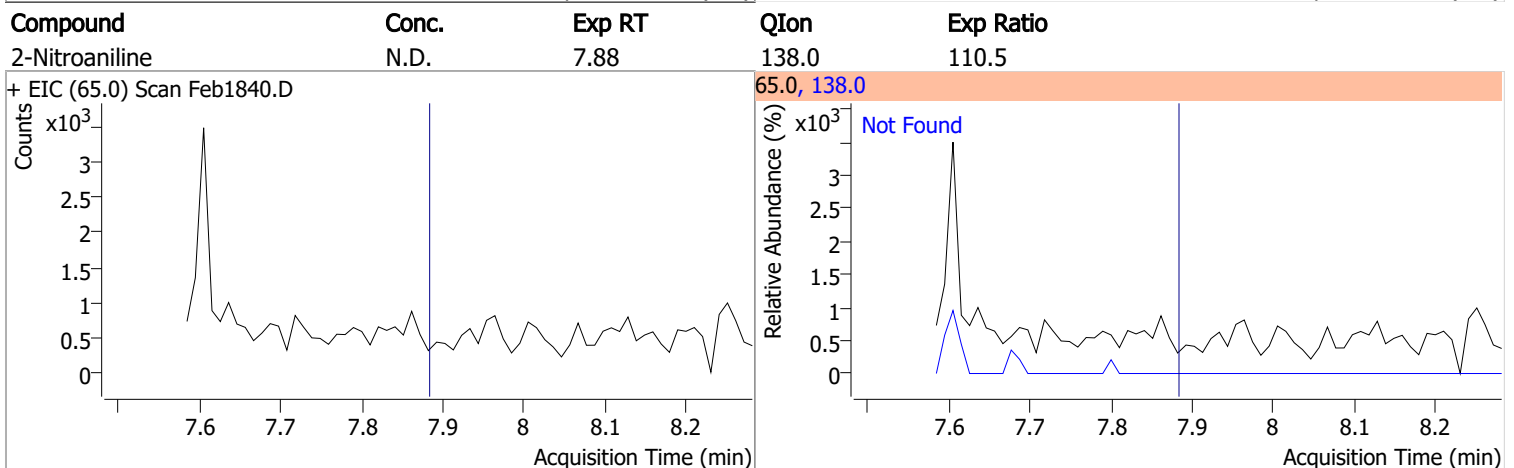 Compound Conc. Exp RT QIon Exp Ratio
2-Nitroaniline N.D. 7.88 138.0 110.5
+ EIC (65.0) Scan Feb1840.D
Counts
x10³
3
2.5
2
1.5
1
0.5
0
7.6 7.7 7.8 7.9 8 8.1 8.2
Acquisition Time (min)
65.0, 138.0
Relative Abundance (%)
x10³
Not Found
3
2.5
2
1.5
1
0.5
0
7.6 7.7 7.8 7.9 8 8.1 8.2
Acquisition Time (min)